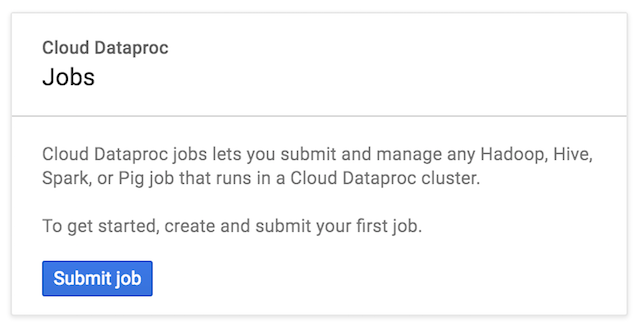 Cloud Dataproc
Jobs
Cloud Dataproc jobs lets you submit and manage any Hadoop, Hive,
Spark, or Pig job that runs in a Cloud Dataproc cluster.
To get started, create and submit your first job.
Submit job